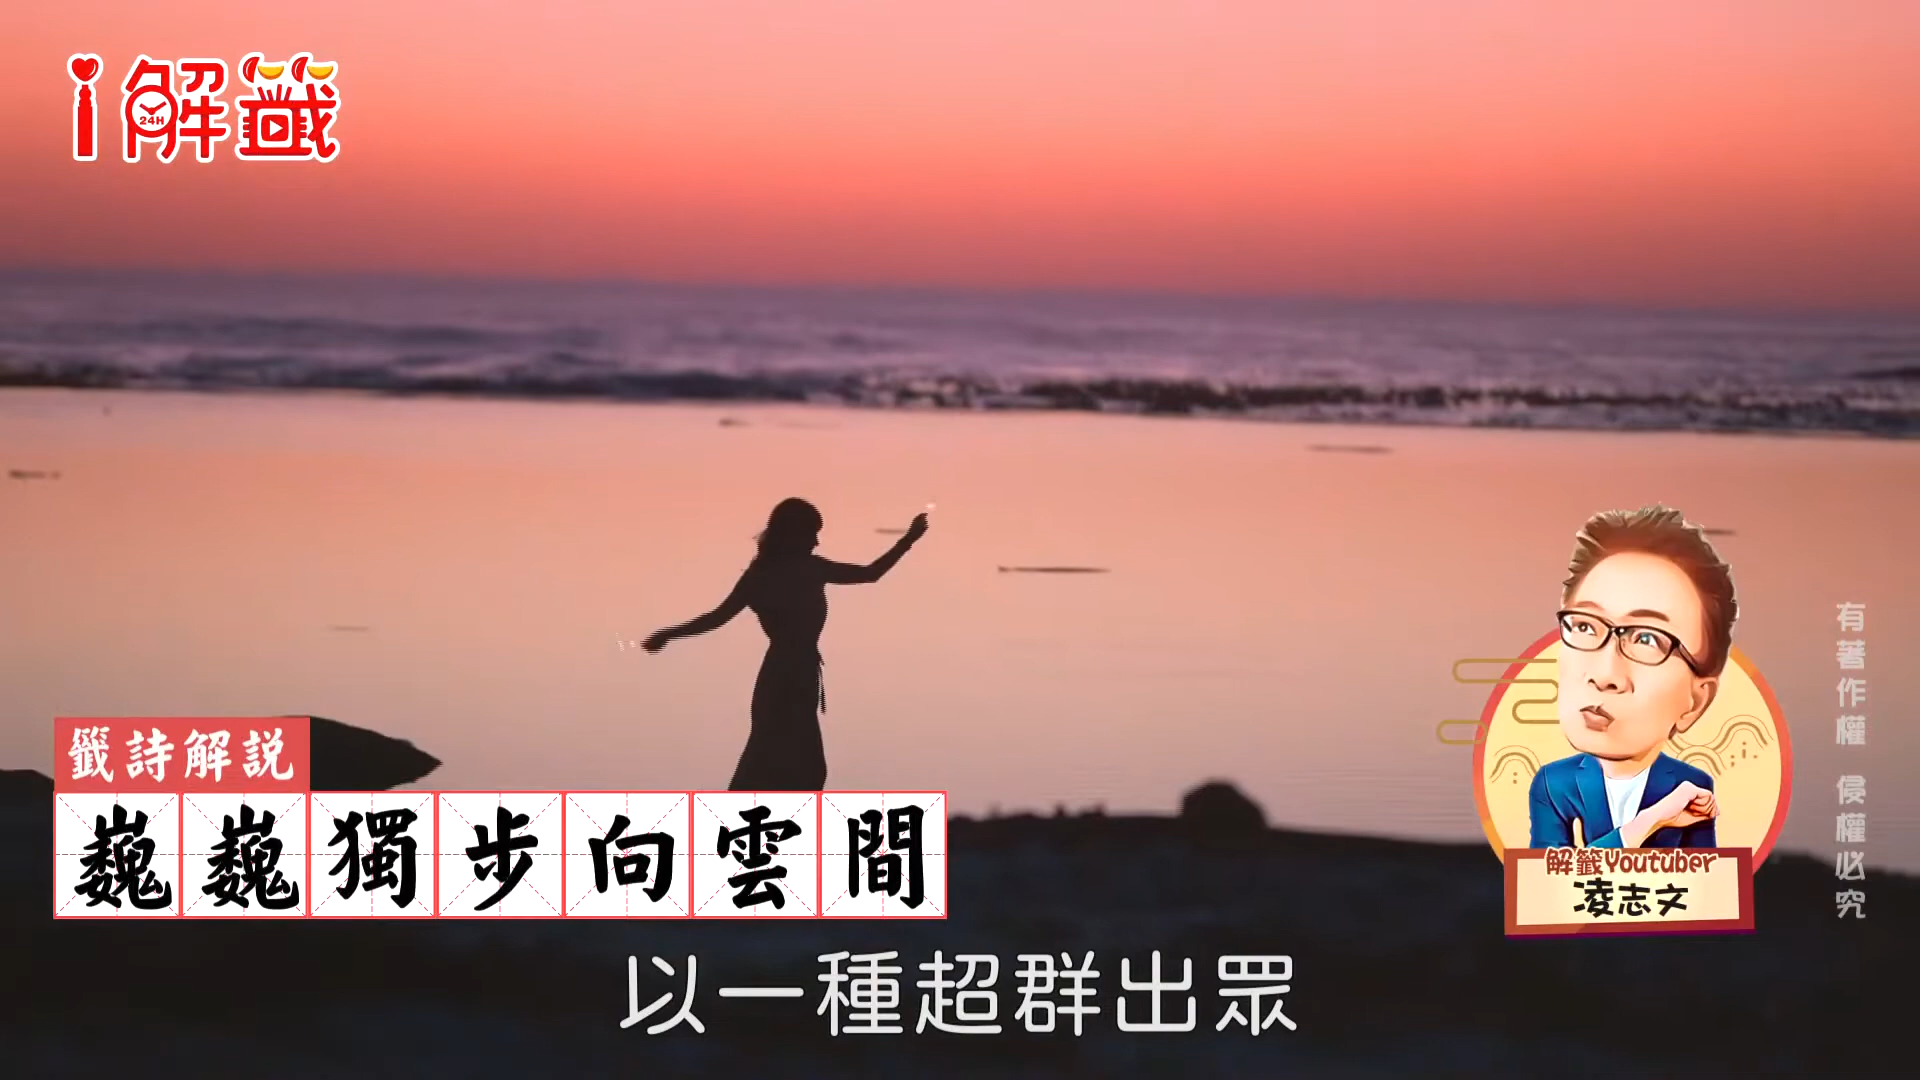 i解籤
24H
籤詩解説
巍巍獨步向雲間
解籤Youtuber
凌志文
有著作權 侵權必究
以一種超群出眾